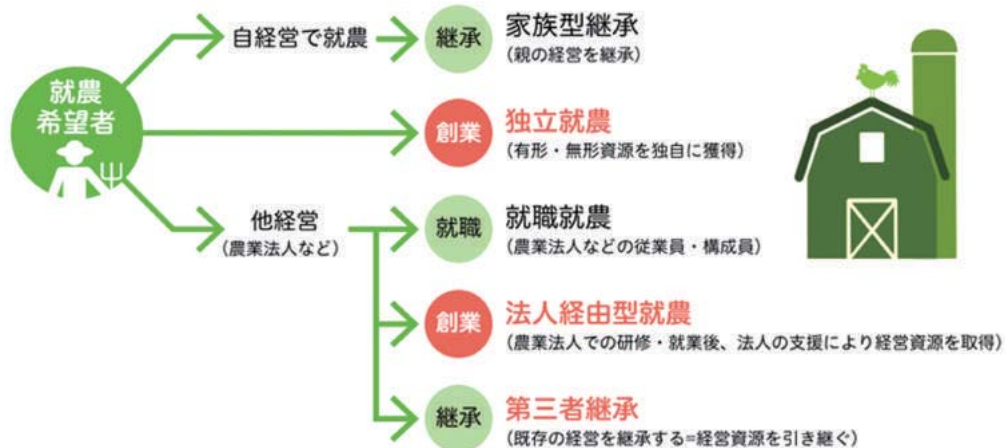 就農
希望者
自経営で就農
継承
家族型継承
(親の経営を継承)
創業
独立就農
(有形・無形資源を独自に獲得)
他経営
(農業法人など)
就職
就職就農
(農業法人などの従業員・構成員)
創業
法人経由型就農
(農業法人での研修・就業後、法人の支援により経営資源を取得)
継承
第三者継承
(既存の経営を継承する=経営資源を引き継ぐ)